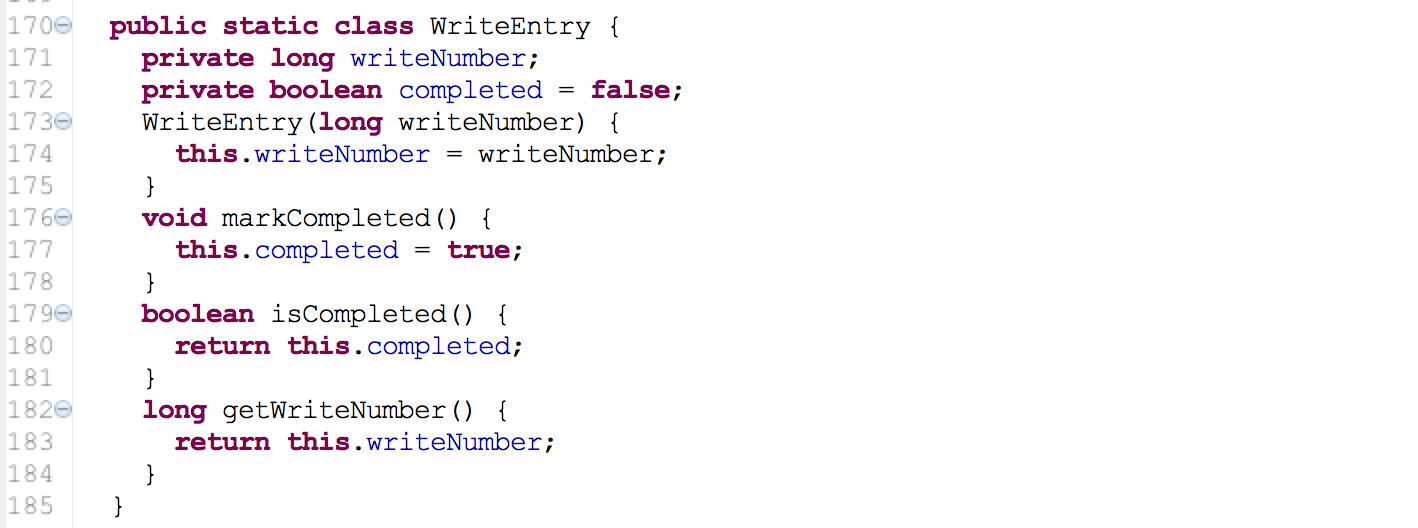 170 public static class WriteEntry {
171 private long writeNumber;
172 private boolean completed = false;
173 WriteEntry(long writeNumber) {
174 this.writeNumber = writeNumber;
175 }
176 void markCompleted() {
177 this.completed = true;
178 }
179 boolean isCompleted() {
180 return this.completed;
181 }
182 long getWriteNumber() {
183 return this.writeNumber;
184 }
185 }